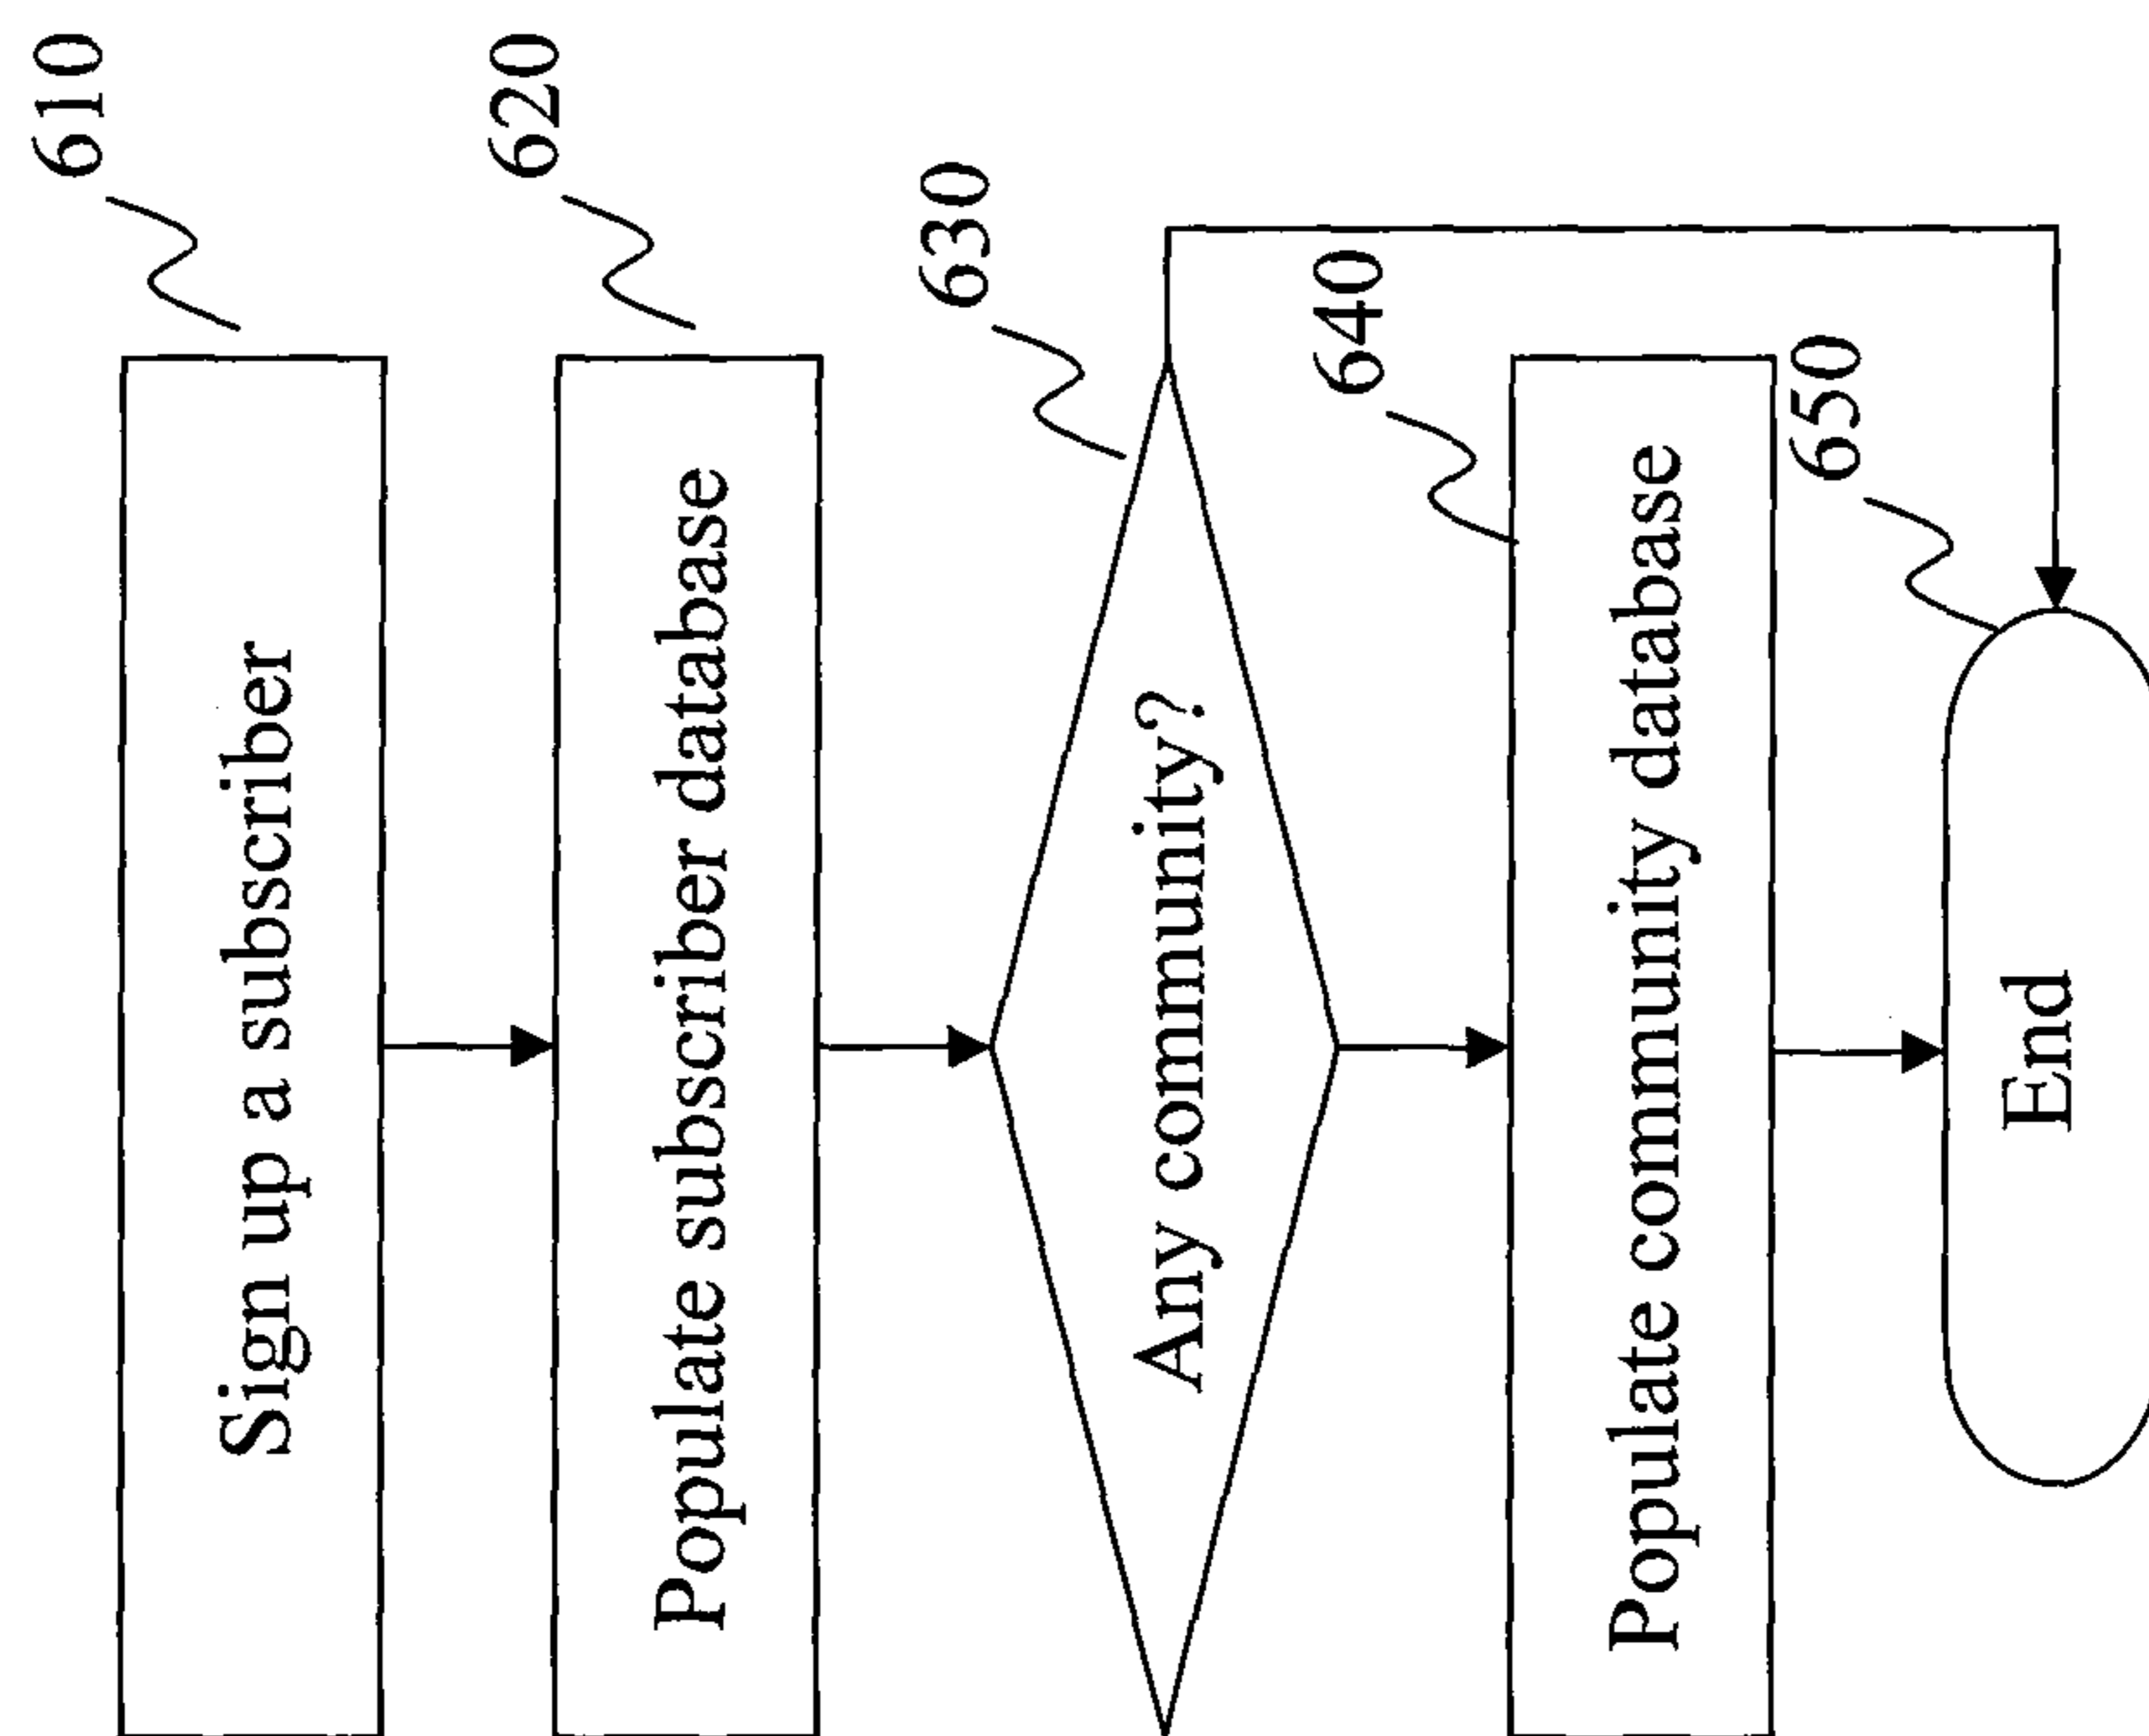 610
Sign up a subscriber
620
Populate subscriber database
630
Any community?
640
Populate community database
650
End